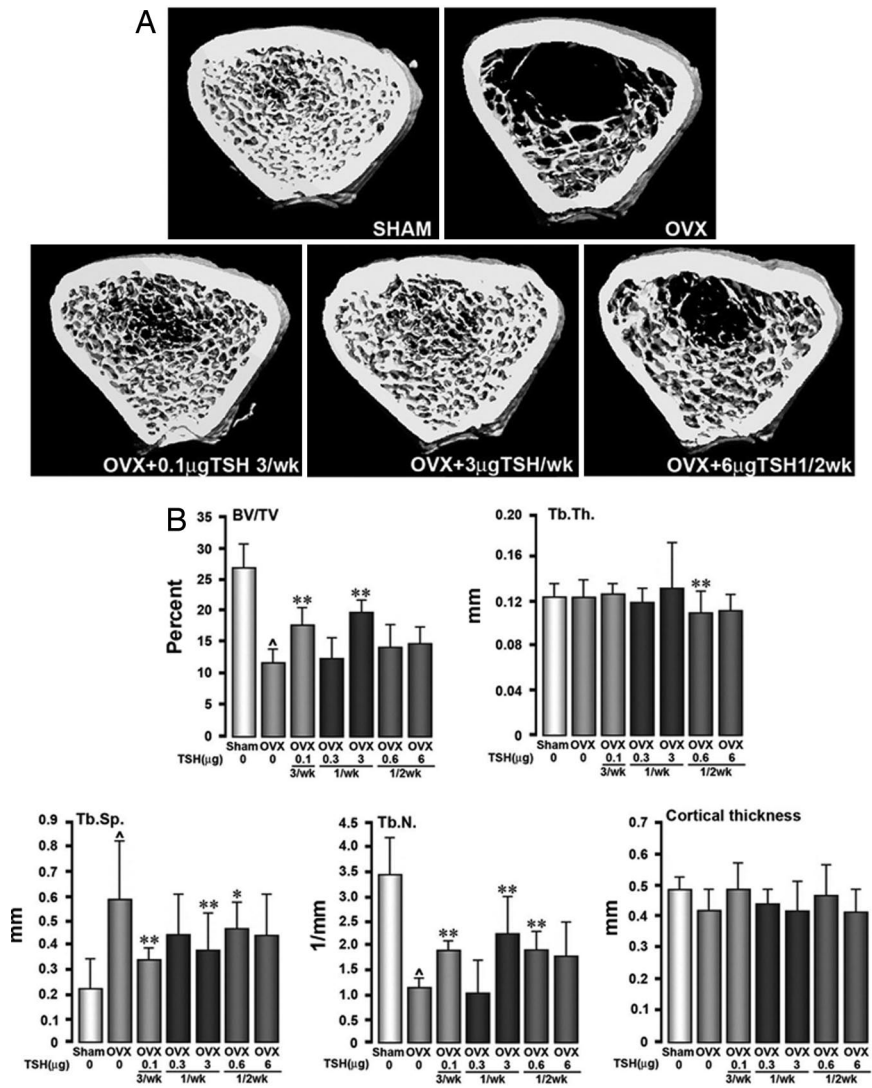 A
SHAM
OVX
OVX+0.1μgTSH 3/wk
OVX+3μgTSH/wk
OVX+6μgTSH1/2wk
B
BV/TV
Percent
35
30
25
20
15
10
5
0
^
**
**
Sham OVX OVX OVX OVX OVX OVX
TSH(μg) 0 0 0.1 0.3 3 0.6 6
3/wk 1/wk 1/2wk
Tb.Th.
mm
0.20
0.16
0.12
0.08
0.04
0
**
Sham OVX OVX OVX OVX OVX OVX
TSH(μg) 0 0 0.1 0.3 3 0.6 6
3/wk 1/wk 1/2wk
Tb.Sp.
mm
0.9
0.8
0.7
0.6
0.5
0.4
0.3
0.2
0
^
**
**
*
Sham OVX OVX OVX OVX OVX OVX
TSH(μg) 0 0 0.1 0.3 3 0.6 6
3/wk 1/wk 1/2wk
Tb.N.
1/mm
4.5
3.5
3.0
2.5
2.0
1.5
1.0
0.5
0
^
**
**
**
Sham OVX OVX OVX OVX OVX OVX
TSH(μg) 0 0 0.1 0.3 3 0.6 6
3/wk 1/wk 1/2wk
Cortical thickness
mm
0.7
0.6
0.5
0.4
0.2
0.1
0
Sham OVX OVX OVX OVX OVX OVX
TSH(μg) 0 0 0.1 0.3 3 0.6 6
3/wk 1/wk 1/2wk